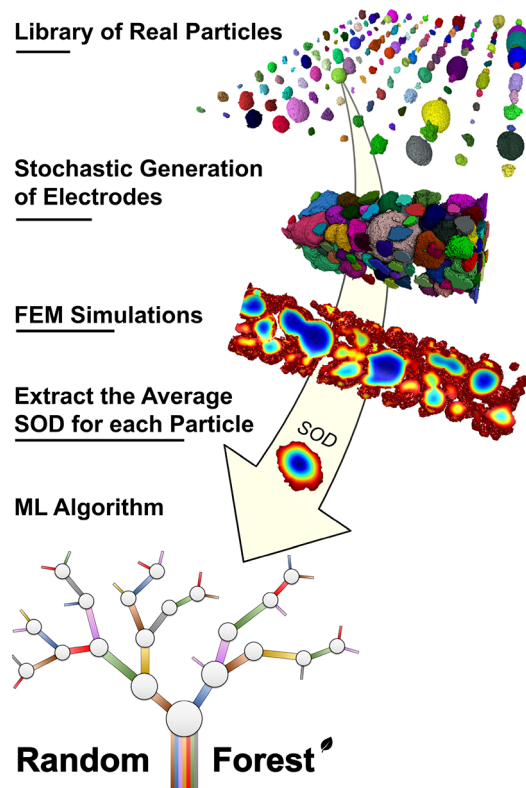 Library of Real Particles
Stochastic Generation
of Electrodes
FEM Simulations
Extract the Average
SOD for each Particle
SOD
ML Algorithm
Random Forest